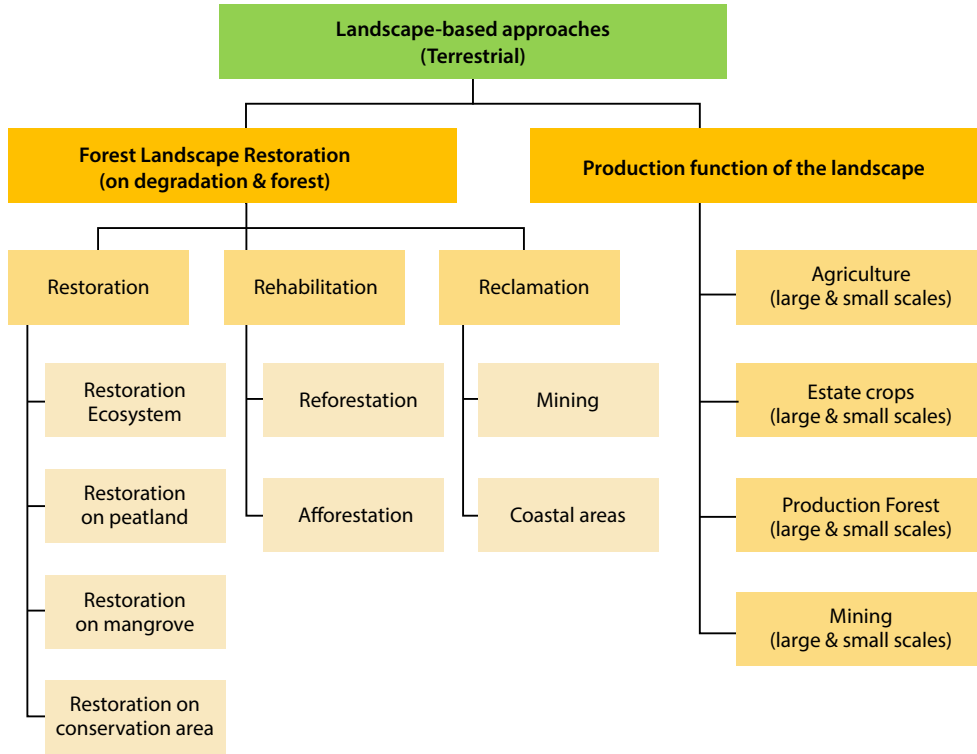 Landscape-based approaches
(Terrestrial)
Forest Landscape Restoration
(on degradation & forest)
Production function of the landscape
Restoration
Rehabilitation
Reclamation
Restoration
Ecosystem
Restoration
on peatland
Restoration
on mangrove
Restoration on
conservation area
Reforestation
Afforestation
Mining
Coastal areas
Agriculture
(large & small scales)
Estate crops
(large & small scales)
Production Forest
(large & small scales)
Mining
(large & small scales)